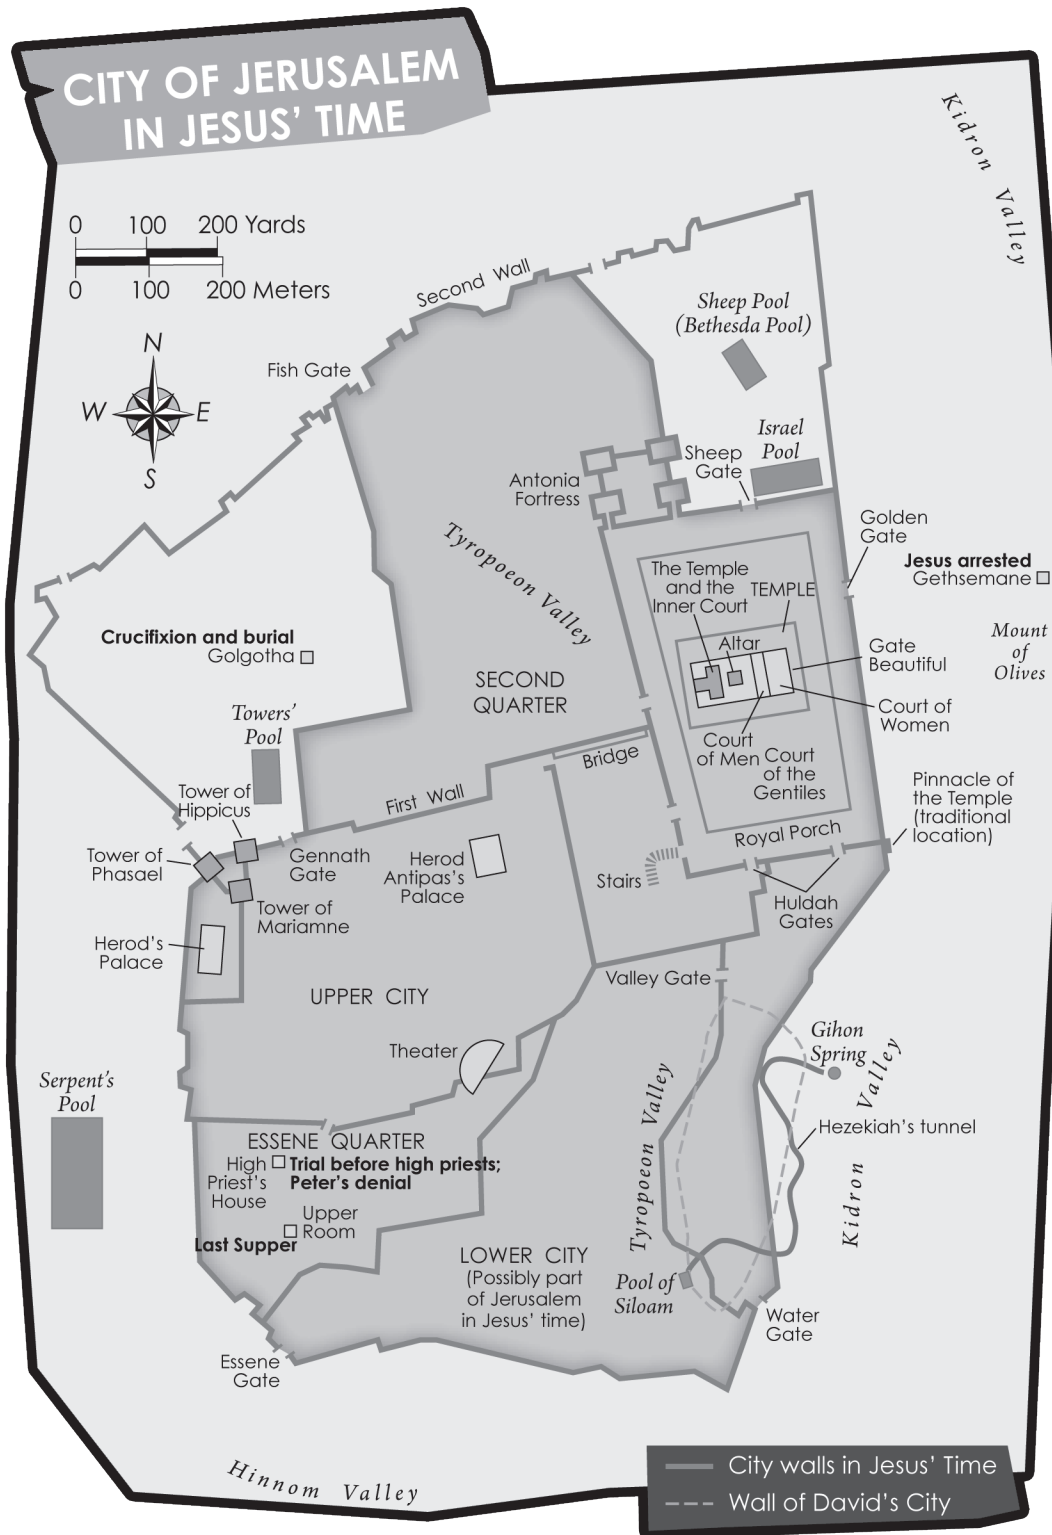 CITY OF JERUSALEM
IN JESUS’ TIME
Kidron Valley
0 100 200 Yards
0 100 200 Meters
N
W E
S
Second Wall
Fish Gate
Sheep Pool
(Bethesda Pool)
Israel
Pool
Sheep
Gate
Antonia
Fortress
Tyropoeon Valley
Golden
Gate
Jesus arrested
Gethsemane
The Temple
and the
Inner Court
TEMPLE
Altar
Mount
of
Olives
Gate
Beautiful
Court of
Women
Crucifixion and burial
Golgotha
SECOND
QUARTER
Towers’
Pool
Court
of Men
Court
of the
Gentiles
Bridge
Pinnacle of
the Temple
(traditional
location)
Tower of
Hippicus
First Wall
Royal Porch
Tower of
Phasael
Gennath
Gate
Herod
Antipas’s
Palace
Stairs
Huldah
Gates
Tower of
Mariamne
Herod’s
Palace
Valley Gate
UPPER CITY
Gihon
Spring
Theater
Serpent’s
Pool
Tyropoeon Valley
Kidron Valley
Hezekiah’s tunnel
ESSENE QUARTER
High
Priest’s
House
Trial before high priests;
Peter’s denial
Upper
Room
Last Supper
LOWER CITY
(Possibly part
of Jerusalem
in Jesus’ time)
Pool of
Siloam
Water
Gate
Essene
Gate
Hinnom Valley
City walls in Jesus’ Time
Wall of David’s City